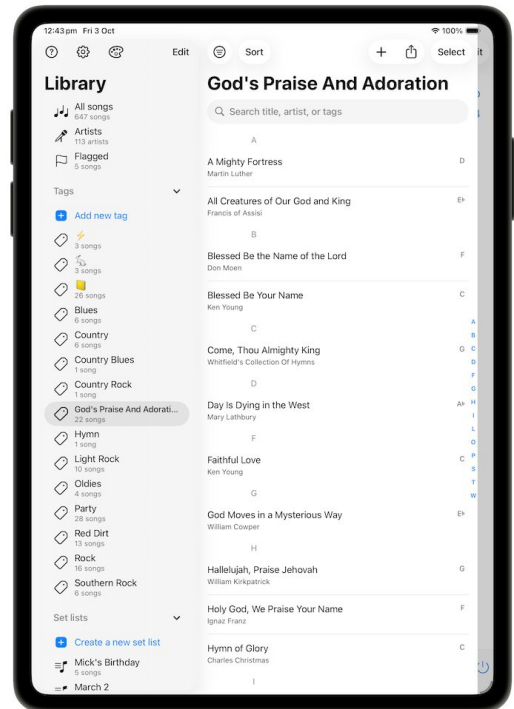 12:43 pm Fri 3 Oct
100%
Edit
Sort
Select
it
Library
All songs
647 songs
Artists
113 artists
Flagged
5 songs
Tags
Add new tag
⚡
3 songs
3 songs
26 songs
Blues
6 songs
Country
6 songs
Country Blues
1 song
Country Rock
1 song
God's Praise And Adorati...
22 songs
Hymn
1 song
Light Rock
10 songs
Oldies
4 songs
Party
28 songs
Red Dirt
13 songs
Rock
16 songs
Southern Rock
6 songs
Set lists
Create a new set list
Mick's Birthday
5 songs
March 2
God's Praise And Adoration
Search title, artist, or tags
A
A Mighty Fortress D
Martin Luther
All Creatures of Our God and King E♭
Francis of Assisi
B
Blessed Be the Name of the Lord F
Don Moen
Blessed Be Your Name C
Ken Young
C
Come, Thou Almighty King G
Whitfield's Collection Of Hymns
D
Day Is Dying in the West A♭
Mary Lathbury
F
Faithful Love C
Ken Young
G
God Moves in a Mysterious Way E♭
William Cowper
H
Hallelujah, Praise Jehovah G
William Kirkpatrick
Holy God, We Praise Your Name F
Ignaz Franz
Hymn of Glory C
Charles Christmas
I
A
B
C
D
F
G
H
I
L
O
P
S
T
W